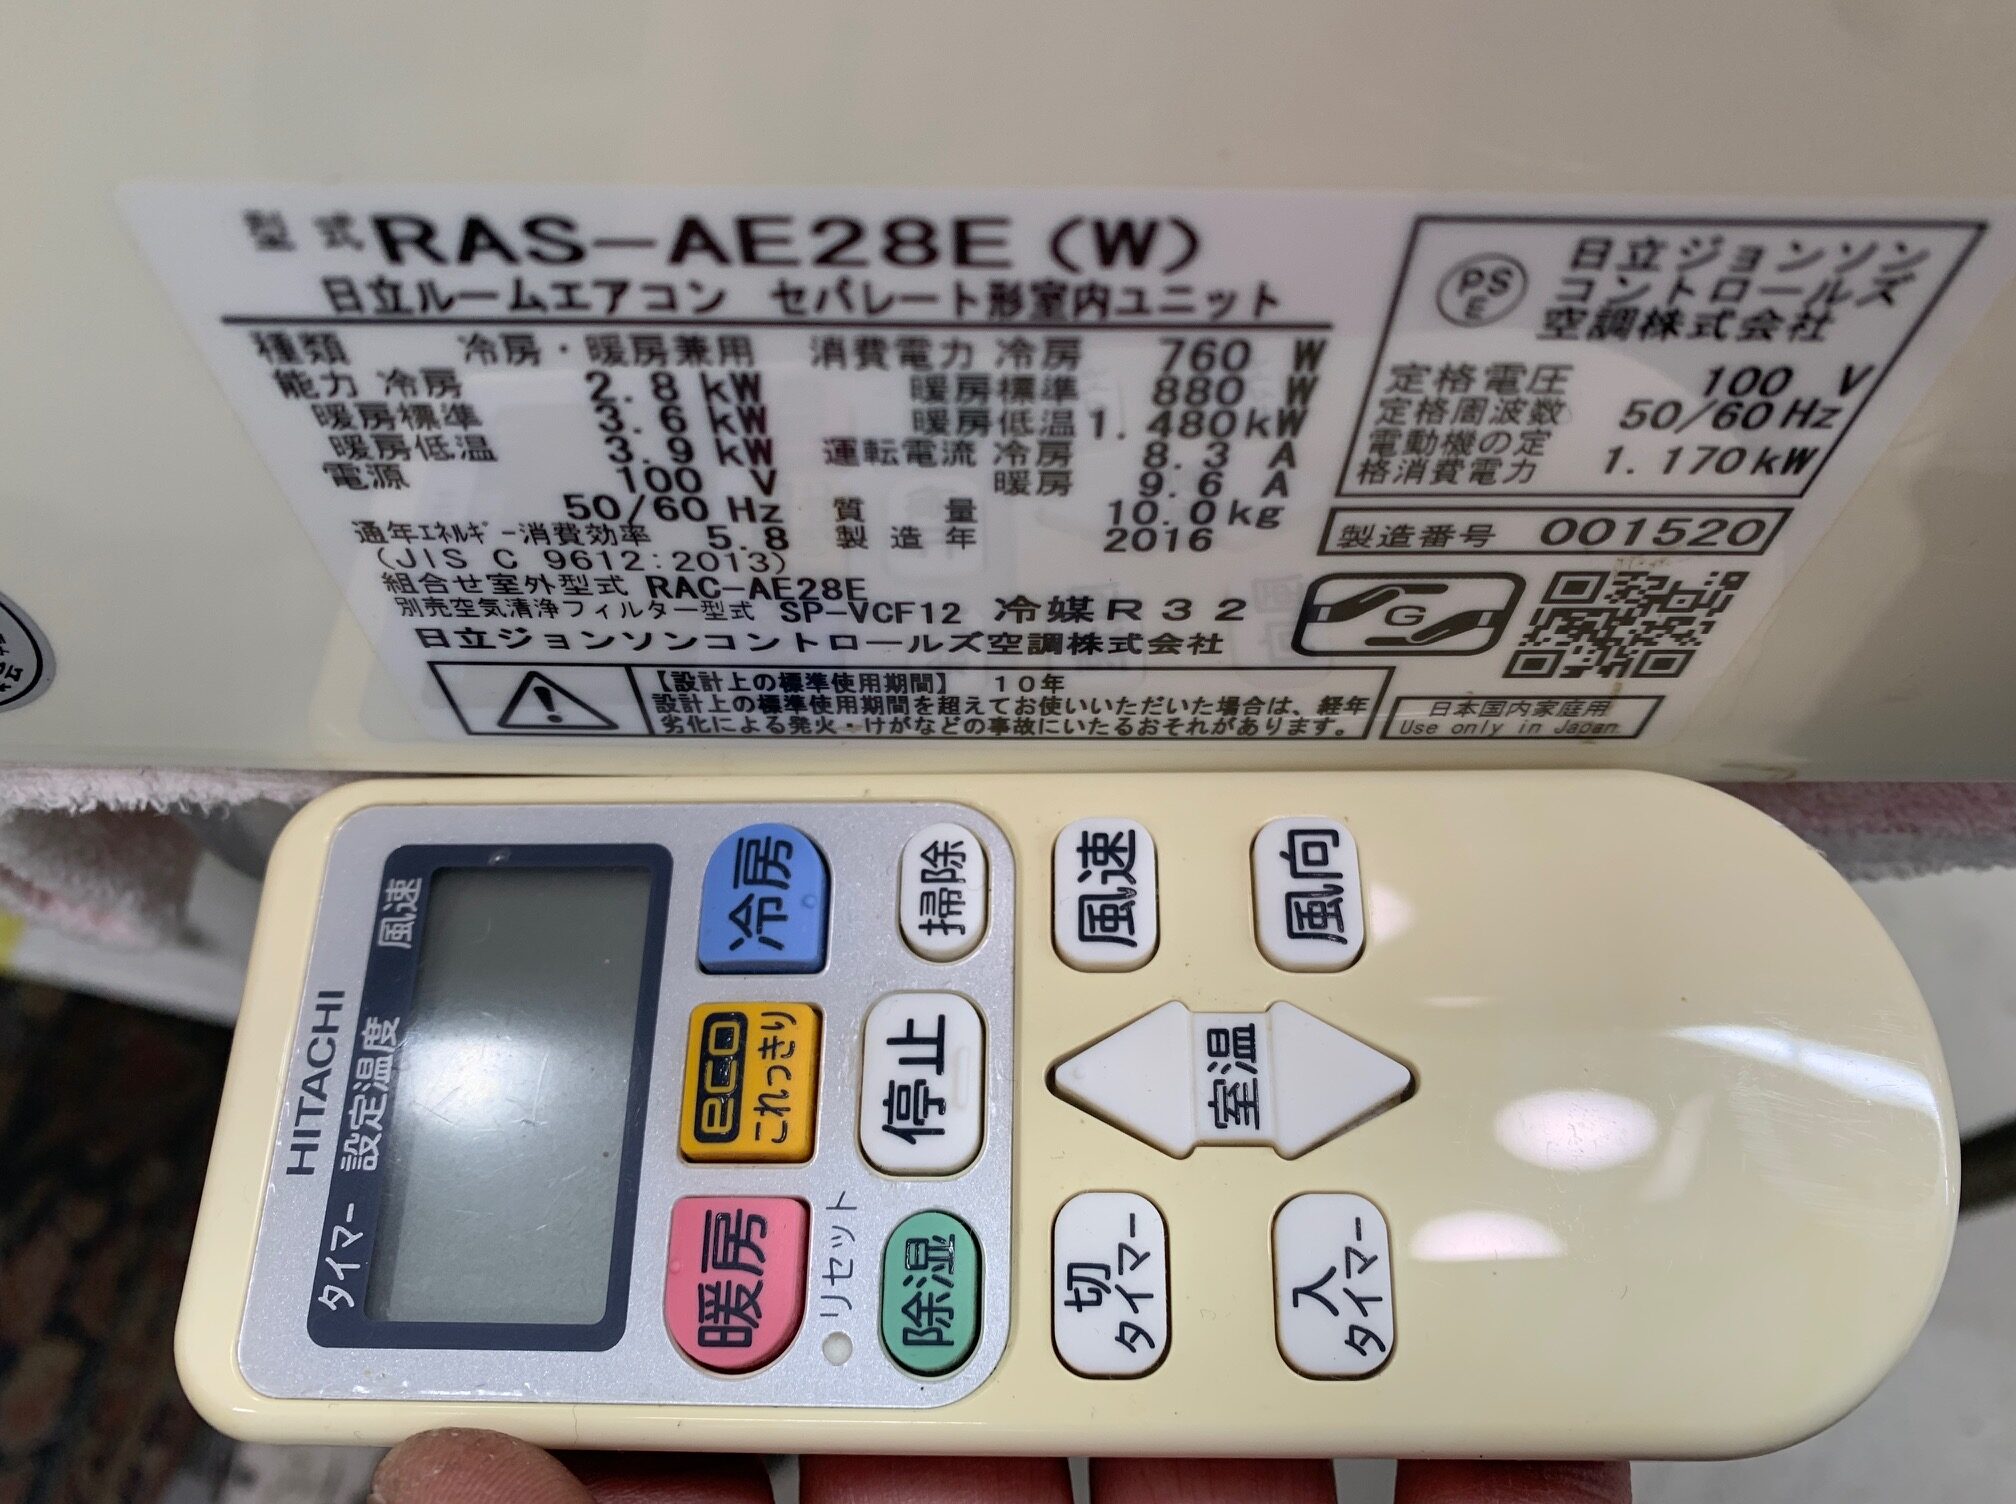 型式 RAS-AE28E (W)
日立ルームエアコン セパレート形室内ユニット
種類 冷房・暖房兼用
能力 冷房 2.8 kW
暖房標準 3.6 kW
暖房低温 3.9 kW
電源 100 V
50/60 Hz
通年エネルギー消費効率 5.8
(JIS C 9612:2013)
消費電力 冷房 760 W
暖房標準 880 W
暖房低温 1.480kW
運転電流 冷房 8.3 A
暖房 9.6 A
質量 10.0kg
製造年 2016
組合せ室外型式 RAC-AE28E
別売空気清浄フィルター型式 SP-VCF12 冷媒R32
日立ジョンソンコントロールズ空調株式会社
【設計上の標準使用期間】 10年
設計上の標準使用期間を超えてお使いいただいた場合は、経年
劣化による発火・けがなどの事故にいたるおそれがあります。
PS
E
日立ジョンソン
コントロールズ
空調株式会社
定格電圧 100 V
定格周波数 50/60Hz
電動機の定
格消費電力 1.170kW
製造番号 001520
G
日本国内家庭用
Use only in Japan.
HITACHI
タイマー 設定温度 風速
暖房
eco
これっきり
冷房
リセット
除湿
停止
掃除
切
タイマー
室温
風速
入
タイマー
風向